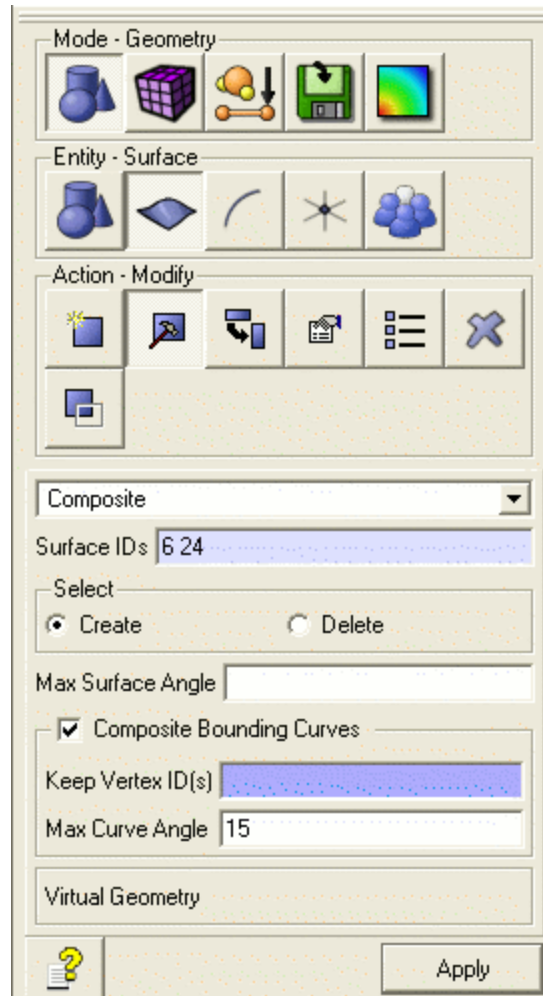 Mode - Geometry
Entity - Surface
Action - Modify
Composite
Surface IDs 6 24
Select
Create Delete
Max Surface Angle
Composite Bounding Curves
Keep Vertex ID(s)
Max Curve Angle 15
Virtual Geometry
Apply